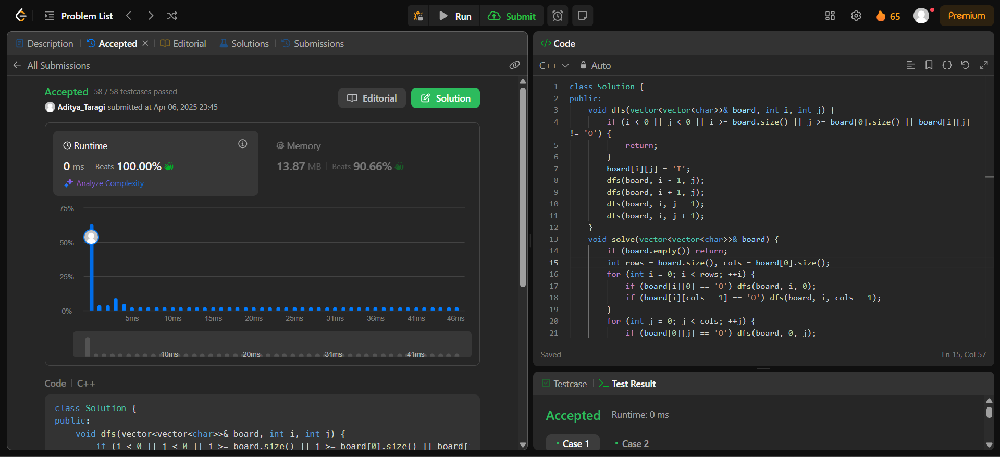 Problem List
Run
Submit
65
Premium
Description
Accepted
Editorial
Solutions
Submissions
All Submissions
Accepted 58 / 58 testcases passed
Aditya_Taragi submitted at Apr 06, 2025 23:45
Editorial
Solution
Runtime
0 ms Beats 100.00%
Analyze Complexity
Memory
13.87 MB Beats 90.66%
75%
50%
25%
0%
5ms 10ms 15ms 20ms 25ms 31ms 36ms 41ms 46ms
10ms 20ms 31ms 41ms
Code C++
class Solution {
public:
    void dfs(vector<vector<char>>& board, int i, int j) {
        if (i < 0 || j < 0 || i >= board.size() || j >= board[0].size() || board[
</> Code
C++ Auto
1 class Solution {
2 public:
3     void dfs(vector<vector<char>>& board, int i, int j) {
4         if (i < 0 || j < 0 || i >= board.size() || j >= board[0].size() || board[i][j]
!= 'O') {
5             return;
6         }
7         board[i][j] = 'T';
8         dfs(board, i - 1, j);
9         dfs(board, i + 1, j);
10         dfs(board, i, j - 1);
11         dfs(board, i, j + 1);
12     }
13     void solve(vector<vector<char>>& board) {
14         if (board.empty()) return;
15         int rows = board.size(), cols = board[0].size();
16         for (int i = 0; i < rows; ++i) {
17             if (board[i][0] == 'O') dfs(board, i, 0);
18             if (board[i][cols - 1] == 'O') dfs(board, i, cols - 1);
19         }
20         for (int j = 0; j < cols; ++j) {
21             if (board[0][j] == 'O') dfs(board, 0, j);
Saved
Ln 15, Col 57
Testcase
Test Result
Accepted Runtime: 0 ms
Case 1
Case 2